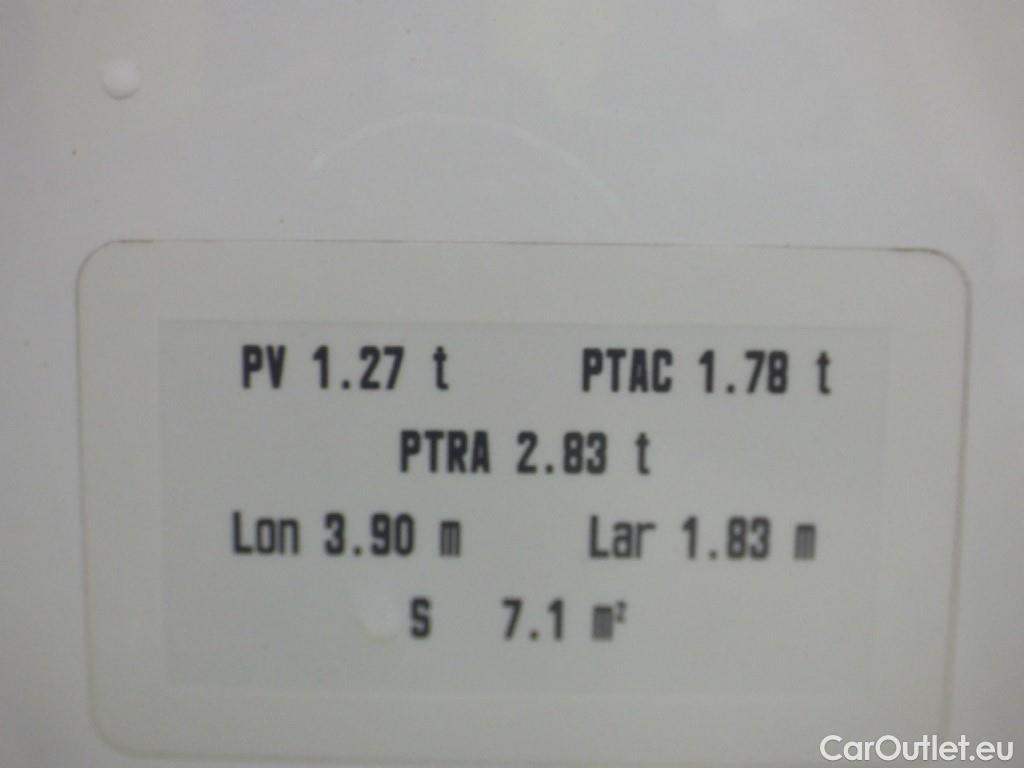 PV 1.27 t PTAC 1.78 t
PTRA 2.83 t
Lon 3.90 m Lar 1.83 m
S 7.1 m²
CarOutlet.eu